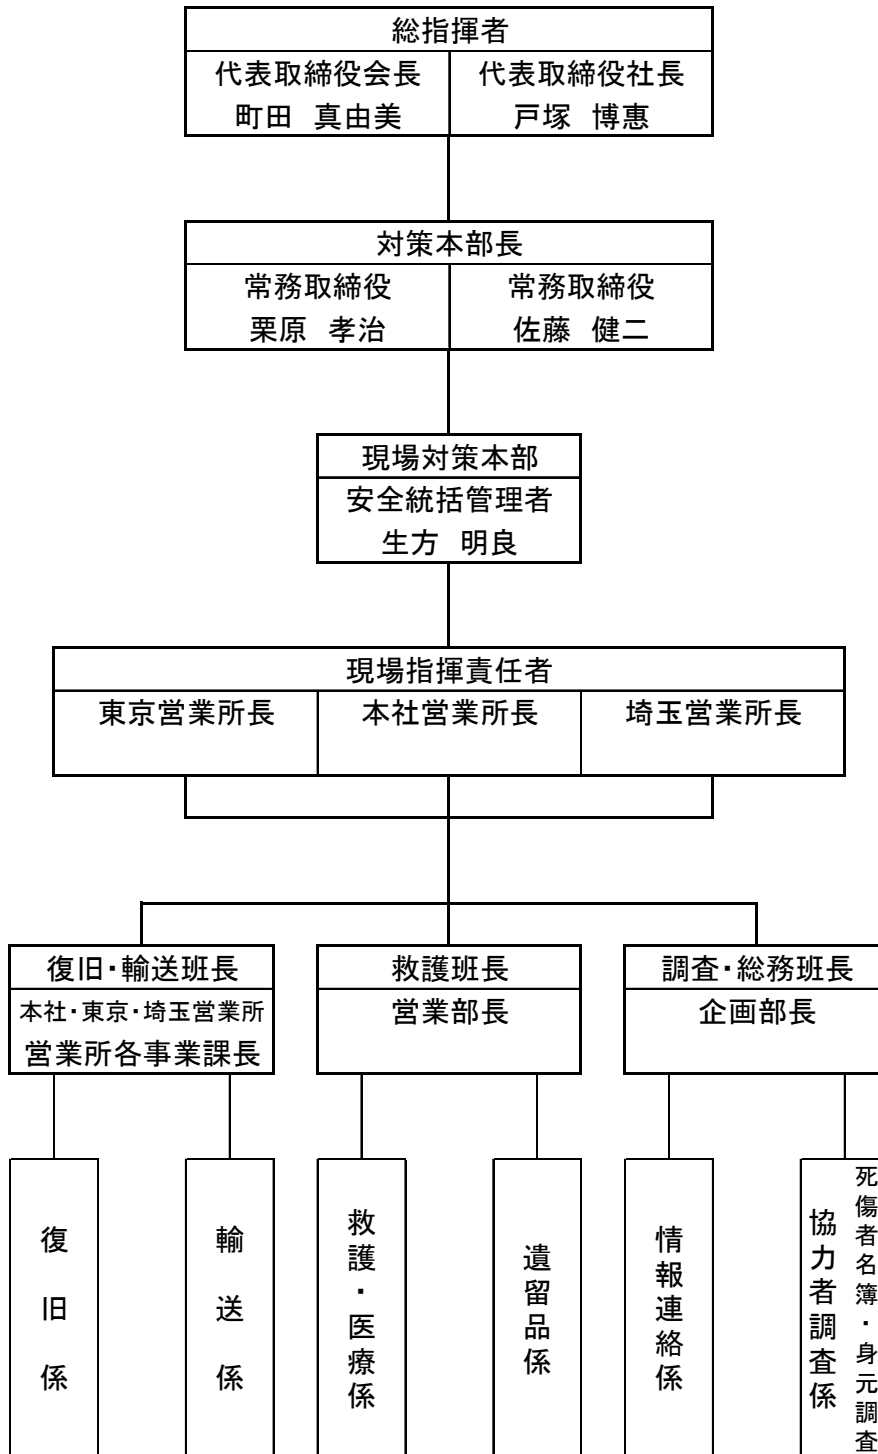 総指揮者
代表取締役会長
町田 真由美
代表取締役社長
戸塚 博惠
対策本部長
常務取締役
栗原 孝治
常務取締役
佐藤 健二
現場対策本部
安全統括管理者
生方 明良
現場指揮責任者
東京営業所長
本社営業所長
埼玉営業所長
復旧・輸送班長
本社・東京・埼玉営業所
営業所各事業課長
救護班長
営業部長
調査・総務班長
企画部長
復旧係
輸送係
救護・医療係
遺留品係
情報連絡係
死傷者名簿・身元調査
協力者調査係